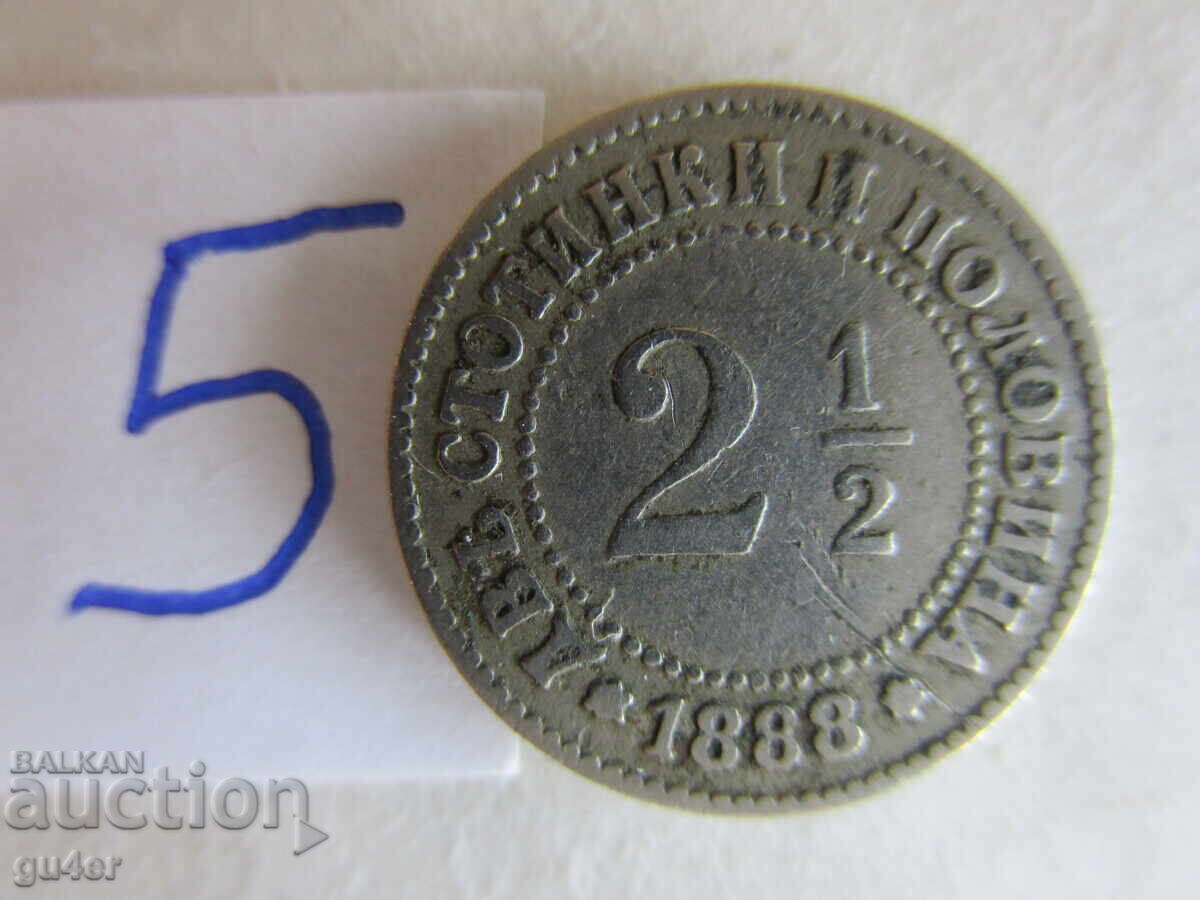 5
ДВѢ СТОТИНКИ И ПОЛОВИНА
2 1/2
* 1888 *
BALKAN
auction
gu4er